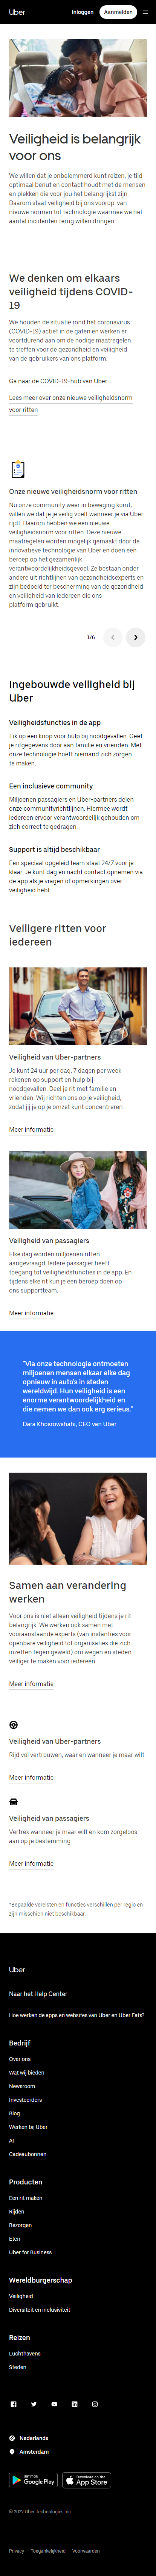 Uber
Inloggen
Aanmelden
Veiligheid is belangrijk
voor ons
We willen dat je onbelemmerd kunt reizen, je tijd
optimaal benut en contact houdt met de mensen
en plekken die voor jou het belangrijkst zijn.
Daarom staat veiligheid bij ons voorop: van
nieuwe normen tot technologie waarmee we het
aantal incidenten terug willen dringen.
We denken om elkaars
veiligheid tijdens COVID-
19
We houden de situatie rond het coronavirus
(COVID-19) actief in de gaten en werken er
voortdurend aan om de nodige maatregelen
te treffen voor de gezondheid en veiligheid
van de gebruikers van ons platform.
Ga naar de COVID-19-hub van Uber
Lees meer over onze nieuwe veiligheidsnorm
voor ritten
Onze nieuwe veiligheidsnorm voor ritten
Nu onze community weer in beweging komt,
willen we dat je je veilig voelt wanneer je via Uber
rijdt. Daarom hebben we een nieuwe
veiligheidsnorm voor ritten. Deze nieuwe
maatregelen worden mogelijk gemaakt door de
innovatieve technologie van Uber en doen een
beroep op het gezamenlijk
verantwoordelijkheidsgevoel. Ze bestaan onder
andere uit richtlijnen van gezondheidsexperts en
zijn bedoeld ter bescherming van de gezondheid
en veiligheid van iedereen die ons
platform gebruikt.
1/6
Ingebouwde veiligheid bij
Uber
Veiligheidsfuncties in de app
Tik op een knop voor hulp bij noodgevallen. Geef
je ritgegevens door aan familie en vrienden. Met
onze technologie hoeft niemand zich zorgen
te maken.
Een inclusieve community
Miljoenen passagiers en Uber-partners delen
onze communityrichtlijnen. Hiermee wordt
iedereen ervoor verantwoordelijk gehouden om
zich correct te gedragen.
Support is altijd beschikbaar
Een speciaal opgeleid team staat 24/7 voor je
klaar. Je kunt dag en nacht contact opnemen via
de app als je vragen of opmerkingen over
veiligheid hebt.
Veiligere ritten voor
iedereen
Veiligheid van Uber-partners
Je kunt 24 uur per dag, 7 dagen per week
rekenen op support en hulp bij
noodgevallen. Deel je rit met familie en
vrienden. Wij richten ons op je veiligheid,
zodat jij je op je omzet kunt concentreren.
Meer informatie
Veiligheid van passagiers
Elke dag worden miljoenen ritten
aangevraagd. Iedere passagier heeft
toegang tot veiligheidsfuncties in de app. En
tijdens elke rit kun je een beroep doen op
ons supportteam.
Meer informatie
"Via onze technologie ontmoeten
miljoenen mensen elkaar elke dag
opnieuw in auto's in steden
wereldwijd. Hun veiligheid is een
enorme verantwoordelijkheid en
die nemen we dan ook erg serieus."
Dara Khosrowshahi, CEO van Uber
Samen aan verandering
werken
Voor ons is niet alleen veiligheid tijdens je rit
belangrijk. We werken ook samen met
vooraanstaande experts (van instanties voor
openbare veiligheid tot organisaties die zich
inzetten tegen geweld) om wegen en steden
veiliger te maken voor iedereen.
Meer informatie
Veiligheid van Uber-partners
Rijd vol vertrouwen, waar en wanneer je maar wilt.
Meer informatie
Veiligheid van passagiers
Vertrek wanneer je maar wilt en kom zorgeloos
aan op je bestemming.
Meer informatie
*Bepaalde vereisten en functies verschillen per regio en
zijn misschien niet beschikbaar.
Uber
Naar het Help Center
Hoe werken de apps en websites van Uber en Uber Eats?
Bedrijf
Over ons
Wat wij bieden
Newsroom
Investeerders
Blog
Werken bij Uber
AI
Cadeaubonnen
Producten
Een rit maken
Rijden
Bezorgen
Eten
Uber for Business
Wereldburgerschap
Veiligheid
Diversiteit en inclusiviteit
Reizen
Luchthavens
Steden
Nederlands
Amsterdam
GET IT ON
Google Play
Download on the
App Store
© 2022 Uber Technologies Inc.
Privacy
Toegankelijkheid
Voorwaarden